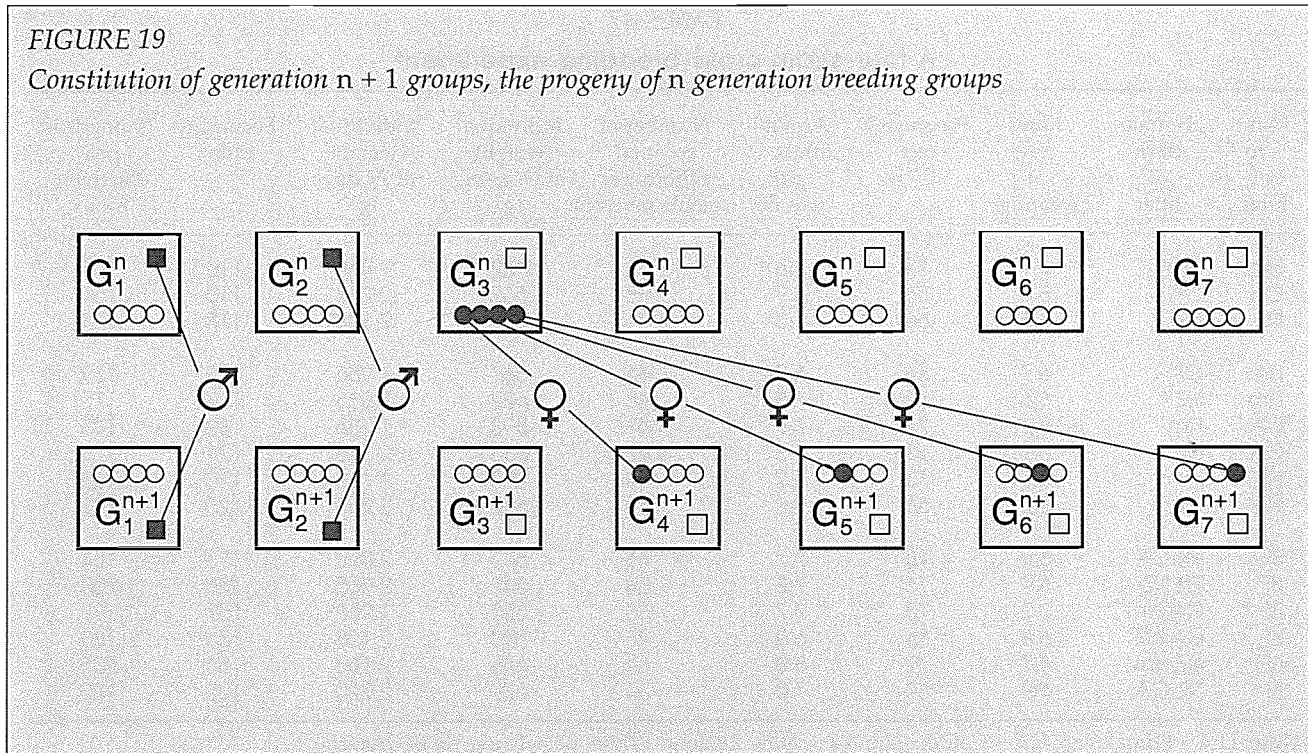 FIGURE 19
Constitution of generation n + 1 groups, the progeny of n generation breeding groups
G₁ⁿ G₂ⁿ G₃ⁿ G₄ⁿ G₅ⁿ G₆ⁿ G₇ⁿ
♂ ♂ ♀ ♀ ♀ ♀
G₁ⁿ⁺¹ G₂ⁿ⁺¹ G₃ⁿ⁺¹ G₄ⁿ⁺¹ G₅ⁿ⁺¹ G₆ⁿ⁺¹ G₇ⁿ⁺¹